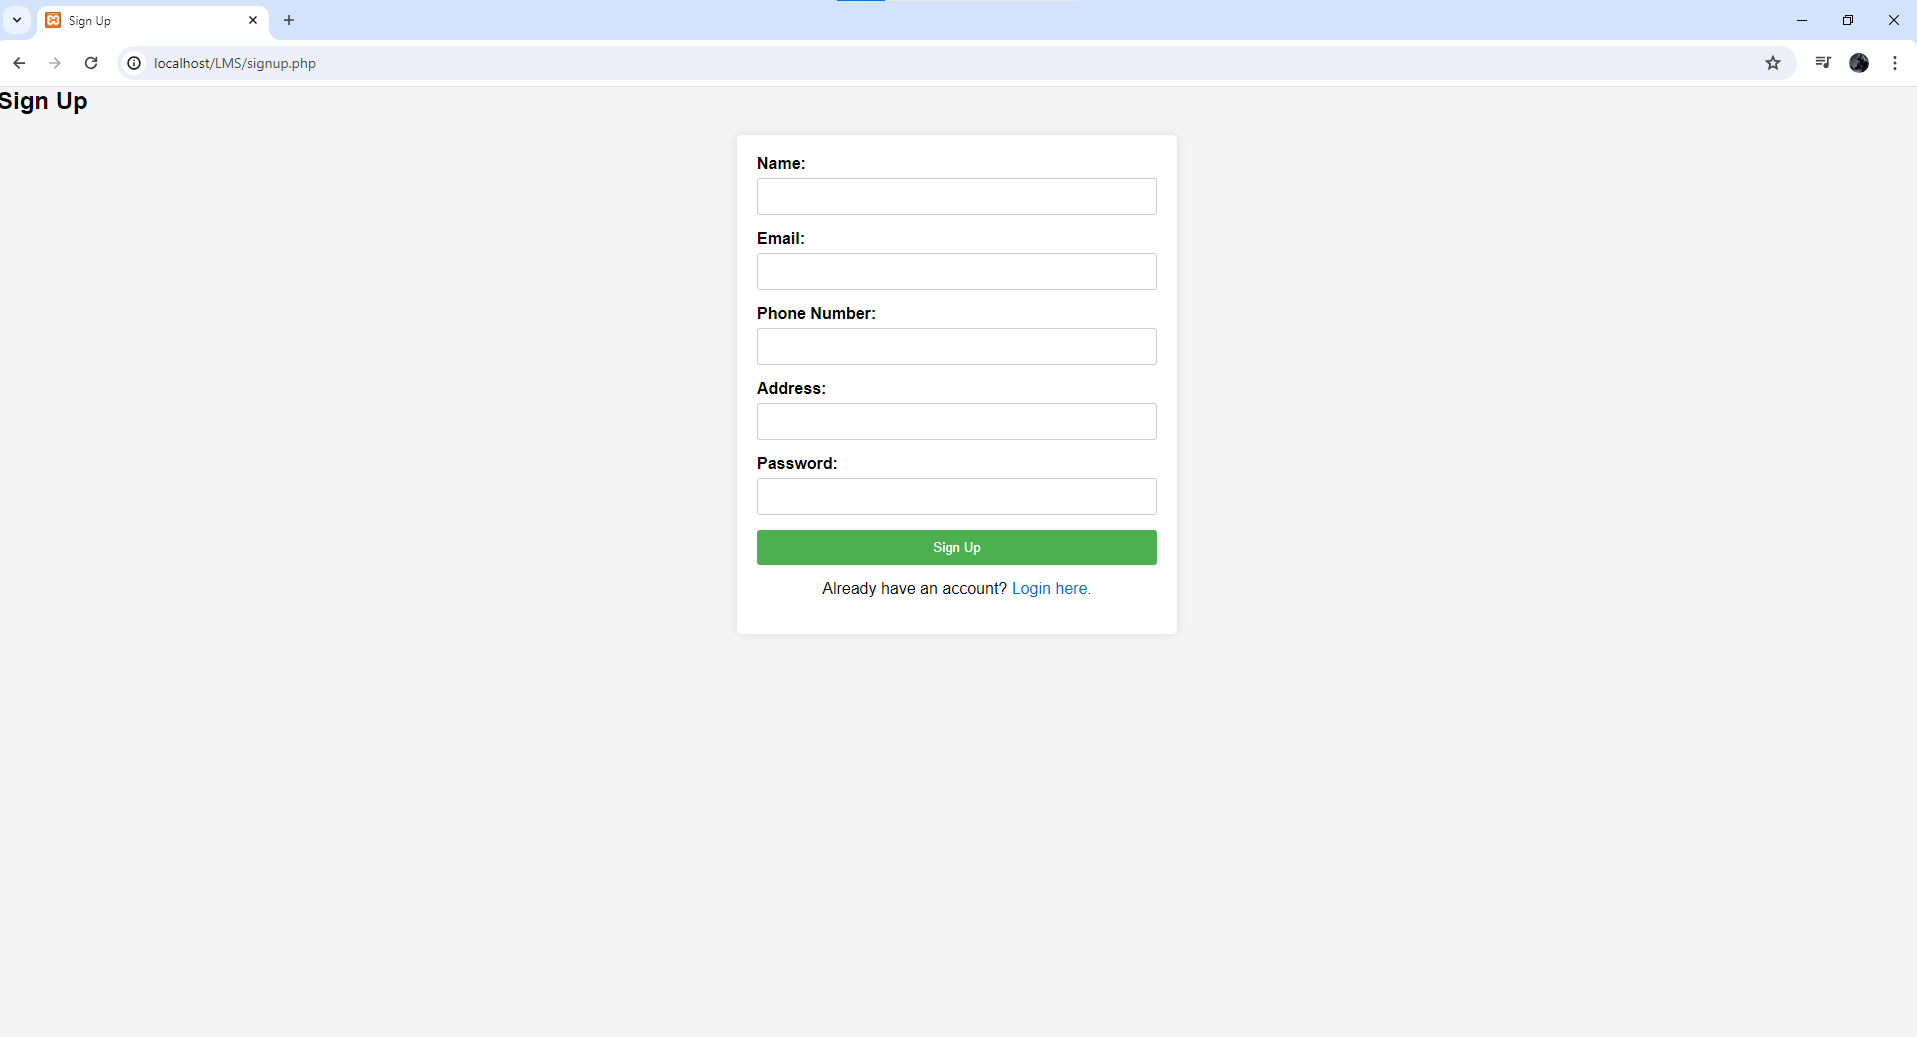 Sign Up
localhost/LMS/signup.php
Sign Up
Name:
Email:
Phone Number:
Address:
Password:
Sign Up
Already have an account? Login here.